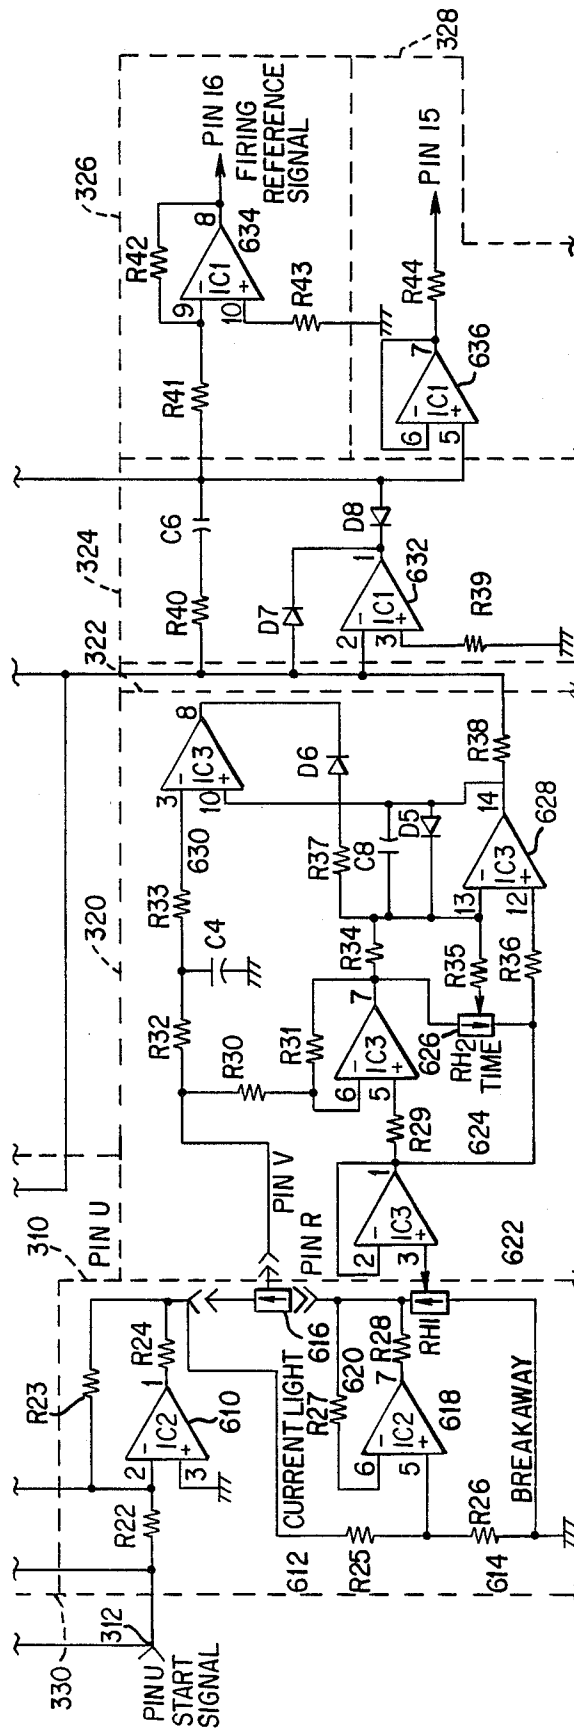 328
326
PIN 16
FIRING
REFERENCE
SIGNAL
R42
8
634
9
IC1
−
+
10
R43
R41
PIN 15
R44
7
636
IC1
−
+
6
5
324
C6
R40
D7
D8
1
632
IC1
−
+
2
3
R39
322
320
8
IC3
−
+
3
10
630
R33
C4
R32
D6
R37
C8
D5
R38
14
628
IC3
−
+
13
12
R34
R35
R36
R30
R31
7
IC3
−
+
6
5
R29
626
RH2
TIME
624
1
IC3
−
+
2
3
622
PIN V
PIN R
PIN U
310
R23
R24
1
IC2
−
+
610
2
3
R22
616
CURRENT LIGHT
620
R27
R28
7
IC2
−
+
618
6
5
RH1
BREAKAWAY
612
R25
R26
614
330
312
PIN U
START
SIGNAL